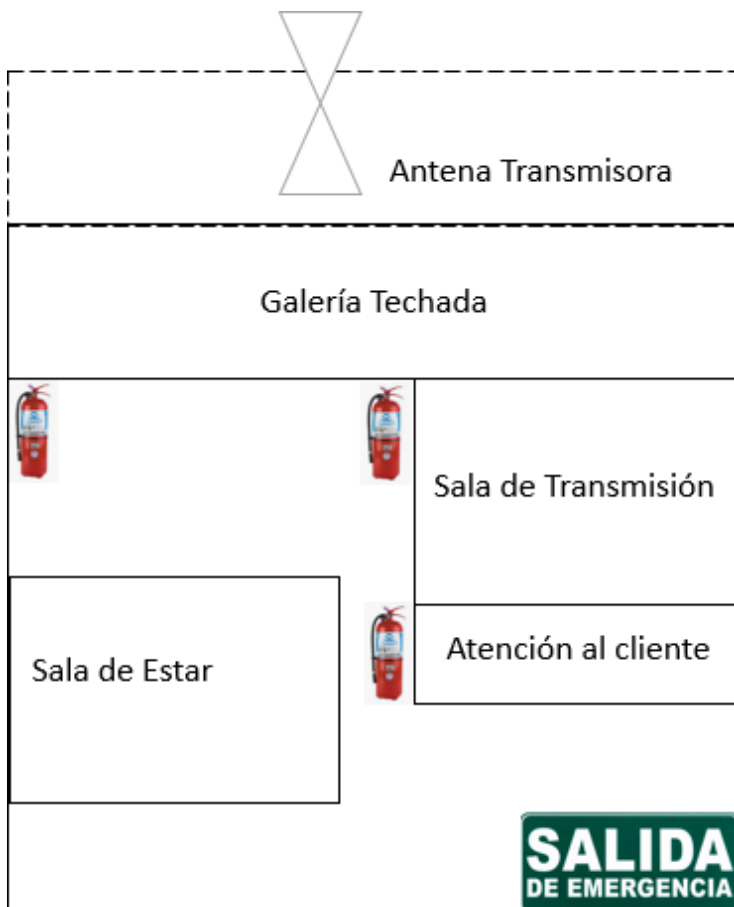 Antena Transmisora
Galería Techada
Sala de Transmisión
Atención al cliente
Sala de Estar
SALIDA
DE EMERGENCIA